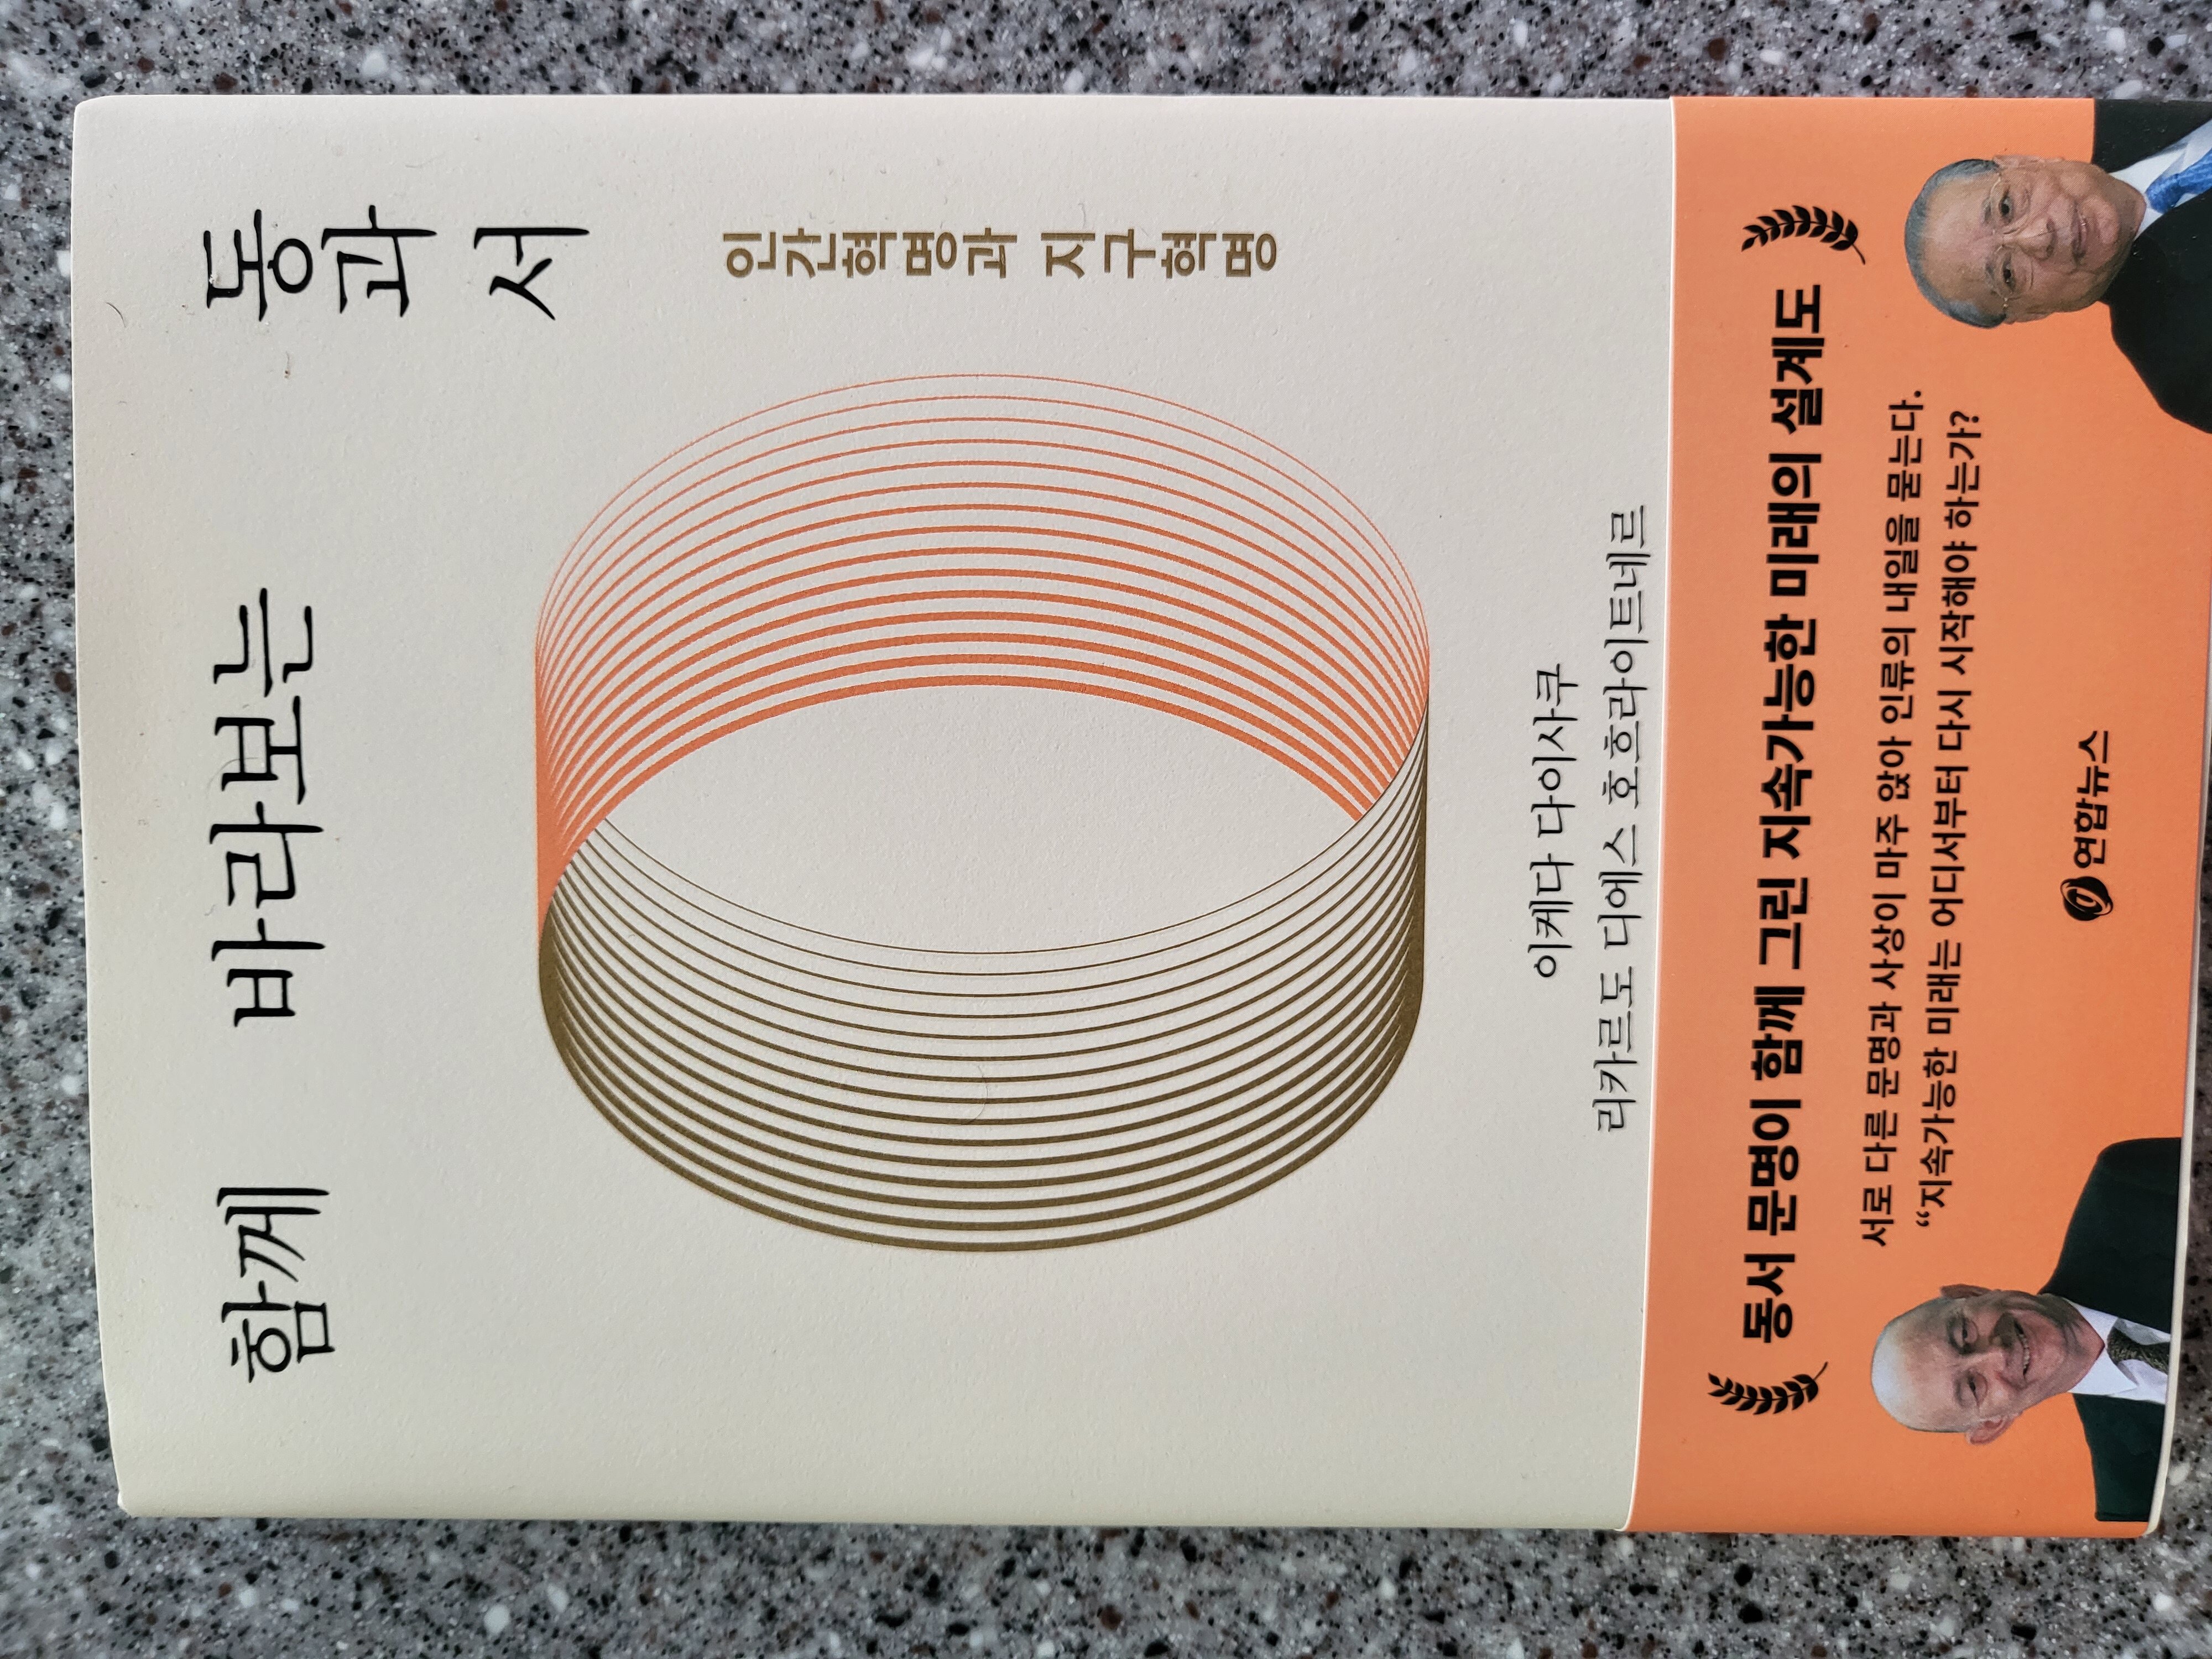 함께 바라보는 동
과
서
인간혁명과 지구혁명
이케다 다이사쿠
리카르도 디에스 호흐라이트네르
동서 문명이 함께 그린 지속가능한 미래의 설계도
서로 다른 문명과 사상이 마주 앉아 인류의 내일을 묻는다.
“지속가능한 미래는 어디서부터 다시 시작해야 하는가?
연합뉴스